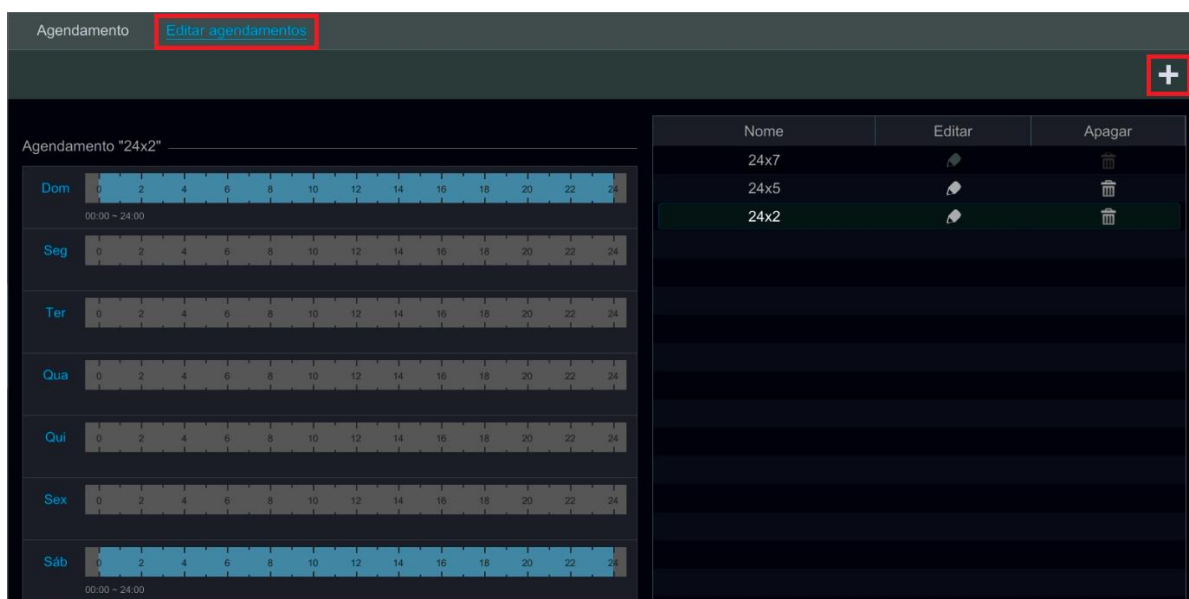 Agendamento Editar agendamentos
+
Agendamento "24x2"
Dom 0 2 4 6 8 10 12 14 16 18 20 22 24
00:00 ~ 24:00
Seg 0 2 4 6 8 10 12 14 16 18 20 22 24
Ter 0 2 4 6 8 10 12 14 16 18 20 22 24
Qua 0 2 4 6 8 10 12 14 16 18 20 22 24
Qui 0 2 4 6 8 10 12 14 16 18 20 22 24
Sex 0 2 4 6 8 10 12 14 16 18 20 22 24
Sáb 0 2 4 6 8 10 12 14 16 18 20 22 24
00:00 ~ 24:00
Nome Editar Apagar
24x7
24x5
24x2